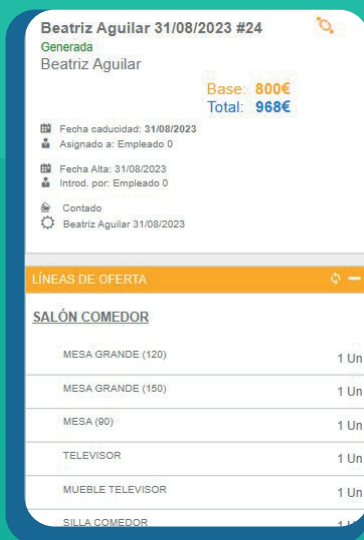 Beatriz Aguilar 31/08/2023 #24
Generada
Beatriz Aguilar
Base: 800€
Total: 968€
Fecha caducidad: 31/08/2023
Asignado a: Empleado 0
Fecha Alta: 31/08/2023
Introd. por: Empleado 0
Contado
Beatriz Aguilar 31/08/2023
LÍNEAS DE OFERTA
SALÓN COMEDOR
MESA GRANDE (120) 1 Un
MESA GRANDE (150) 1 Un
MESA (90) 1 Un
TELEVISOR 1 Un
MUEBLE TELEVISOR 1 Un
SILLA COMEDOR